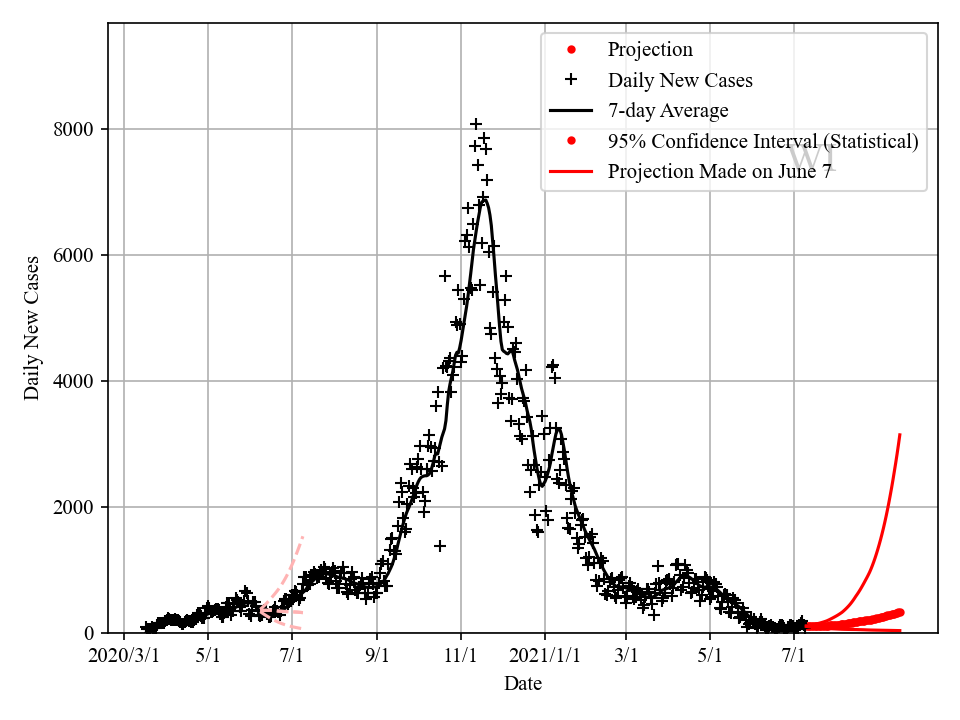 Projection
Daily New Cases
7-day Average
95% Confidence Interval (Statistical)
Projection Made on June 7
WI
8000
6000
4000
2000
0
Daily New Cases
2020/3/1 5/1 7/1 9/1 11/1 2021/1/1 3/1 5/1 7/1
Date